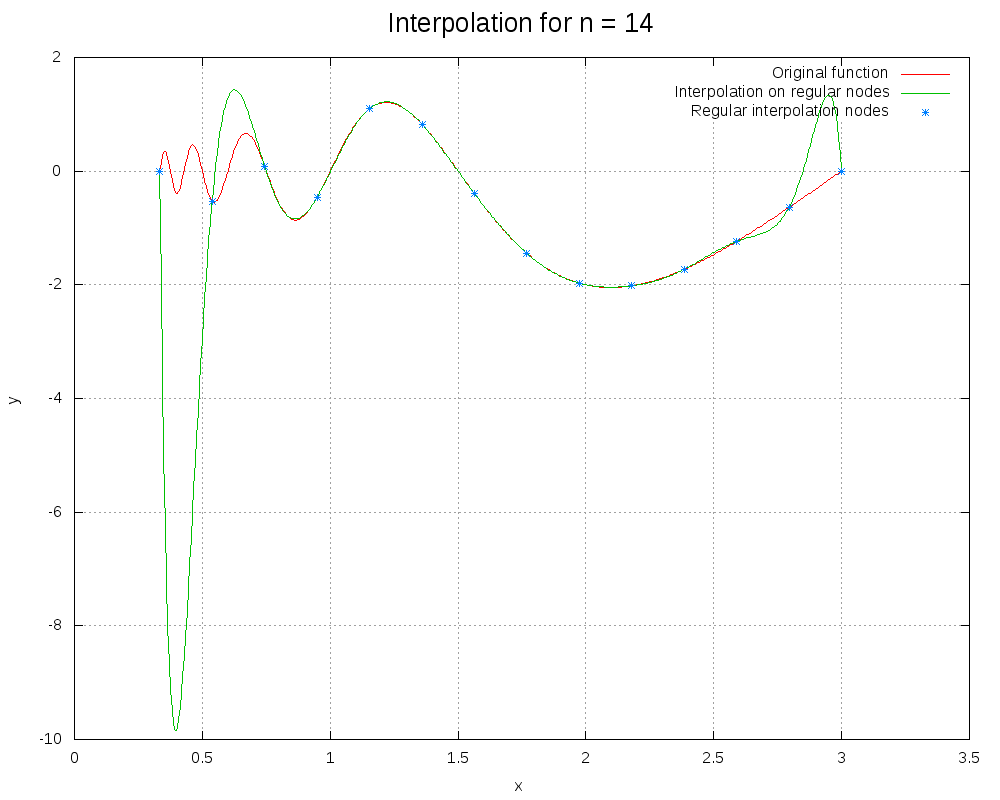 Interpolation for n = 14
2
Original function
Interpolation on regular nodes
Regular interpolation nodes
0
-2
-4
y
-6
-8
-10
0 0.5 1 1.5 2 2.5 3 3.5
x